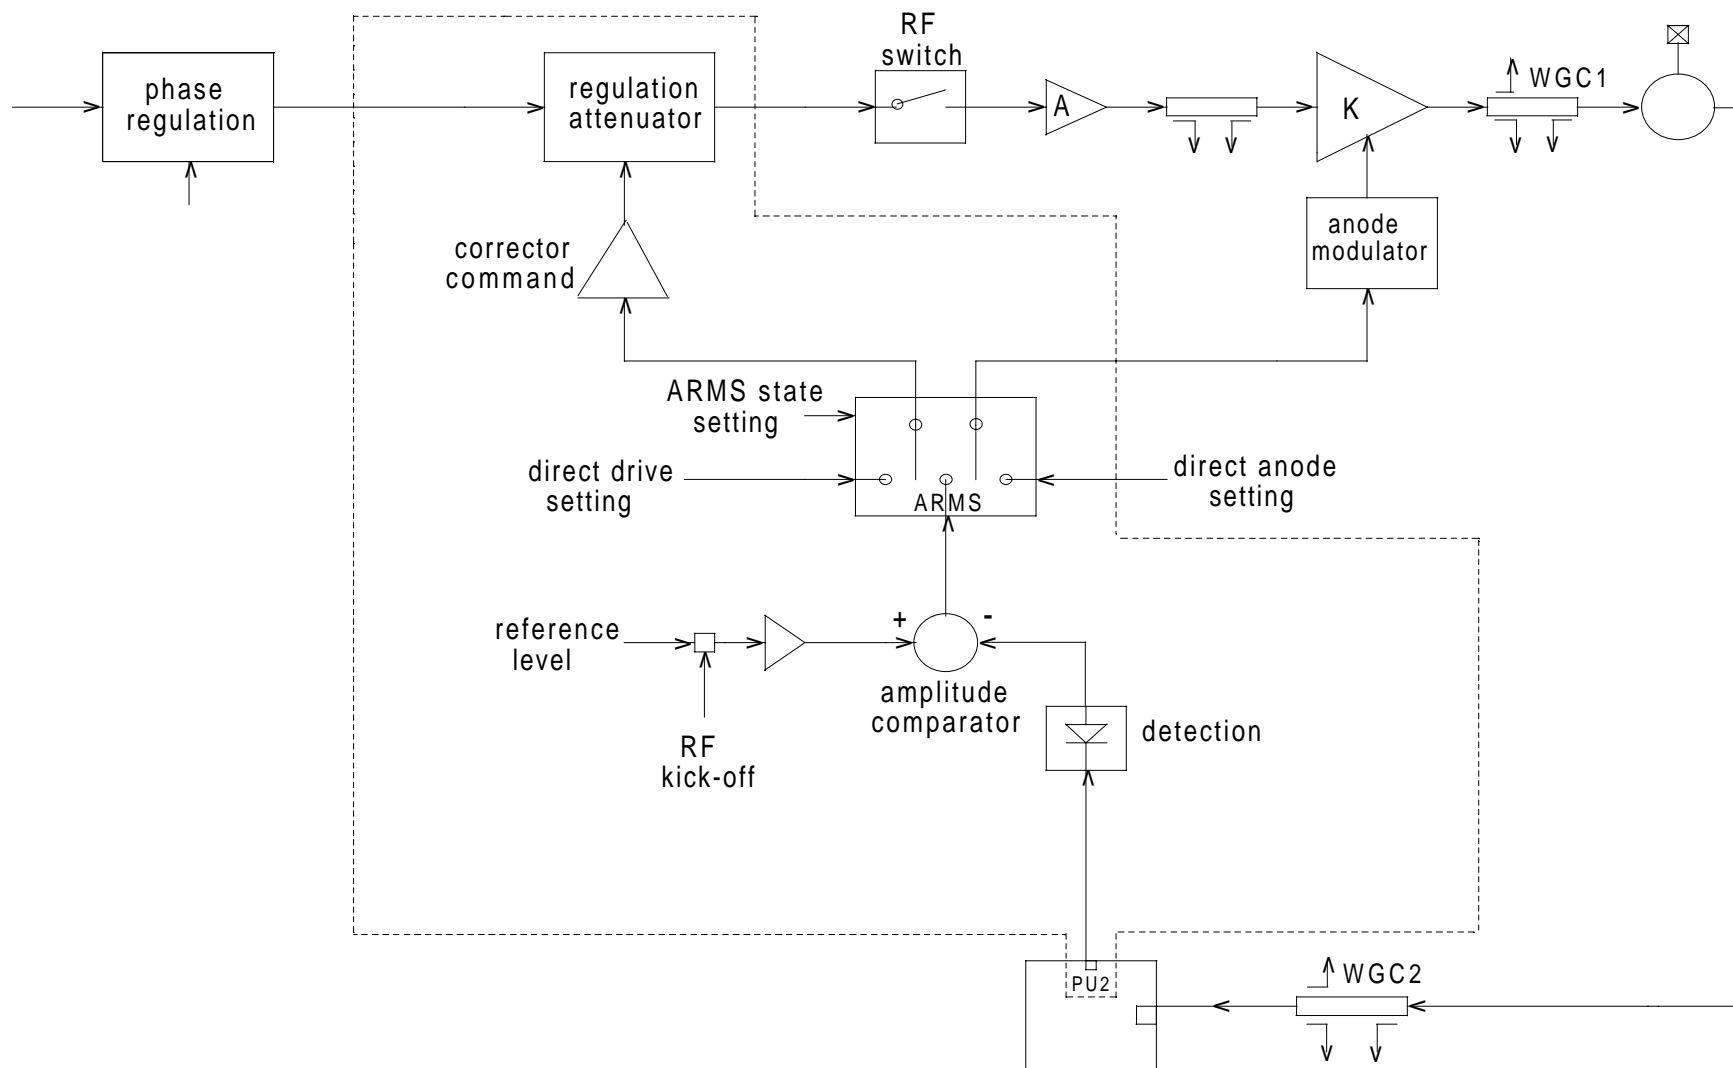 RF
switch
phase
regulation
regulation
attenuator
A
K
WGC1
corrector
command
anode
modulator
ARMS state
setting
direct drive
setting
ARMS
direct anode
setting
reference
level
+
-
amplitude
comparator
RF
kick-off
detection
PU2
WGC2